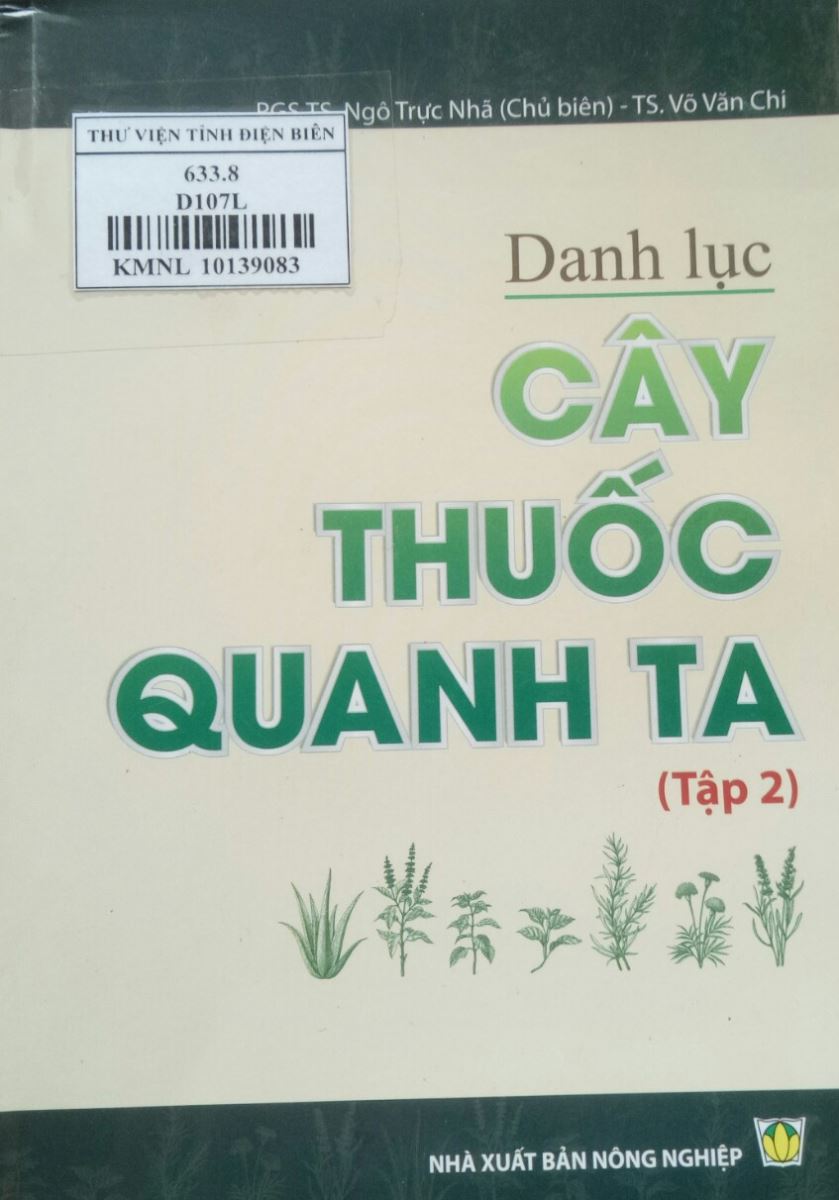 PGS.TS. Ngô Trực Nhã (Chủ biên) - TS. Võ Văn Chi
THƯ VIỆN TỈNH ĐIỆN BIÊN
633.8
D107L
KMNL 10139083
Danh lục
CÂY
THUỐC
QUANH TA
(Tập 2)
NHÀ XUẤT BẢN NÔNG NGHIỆP